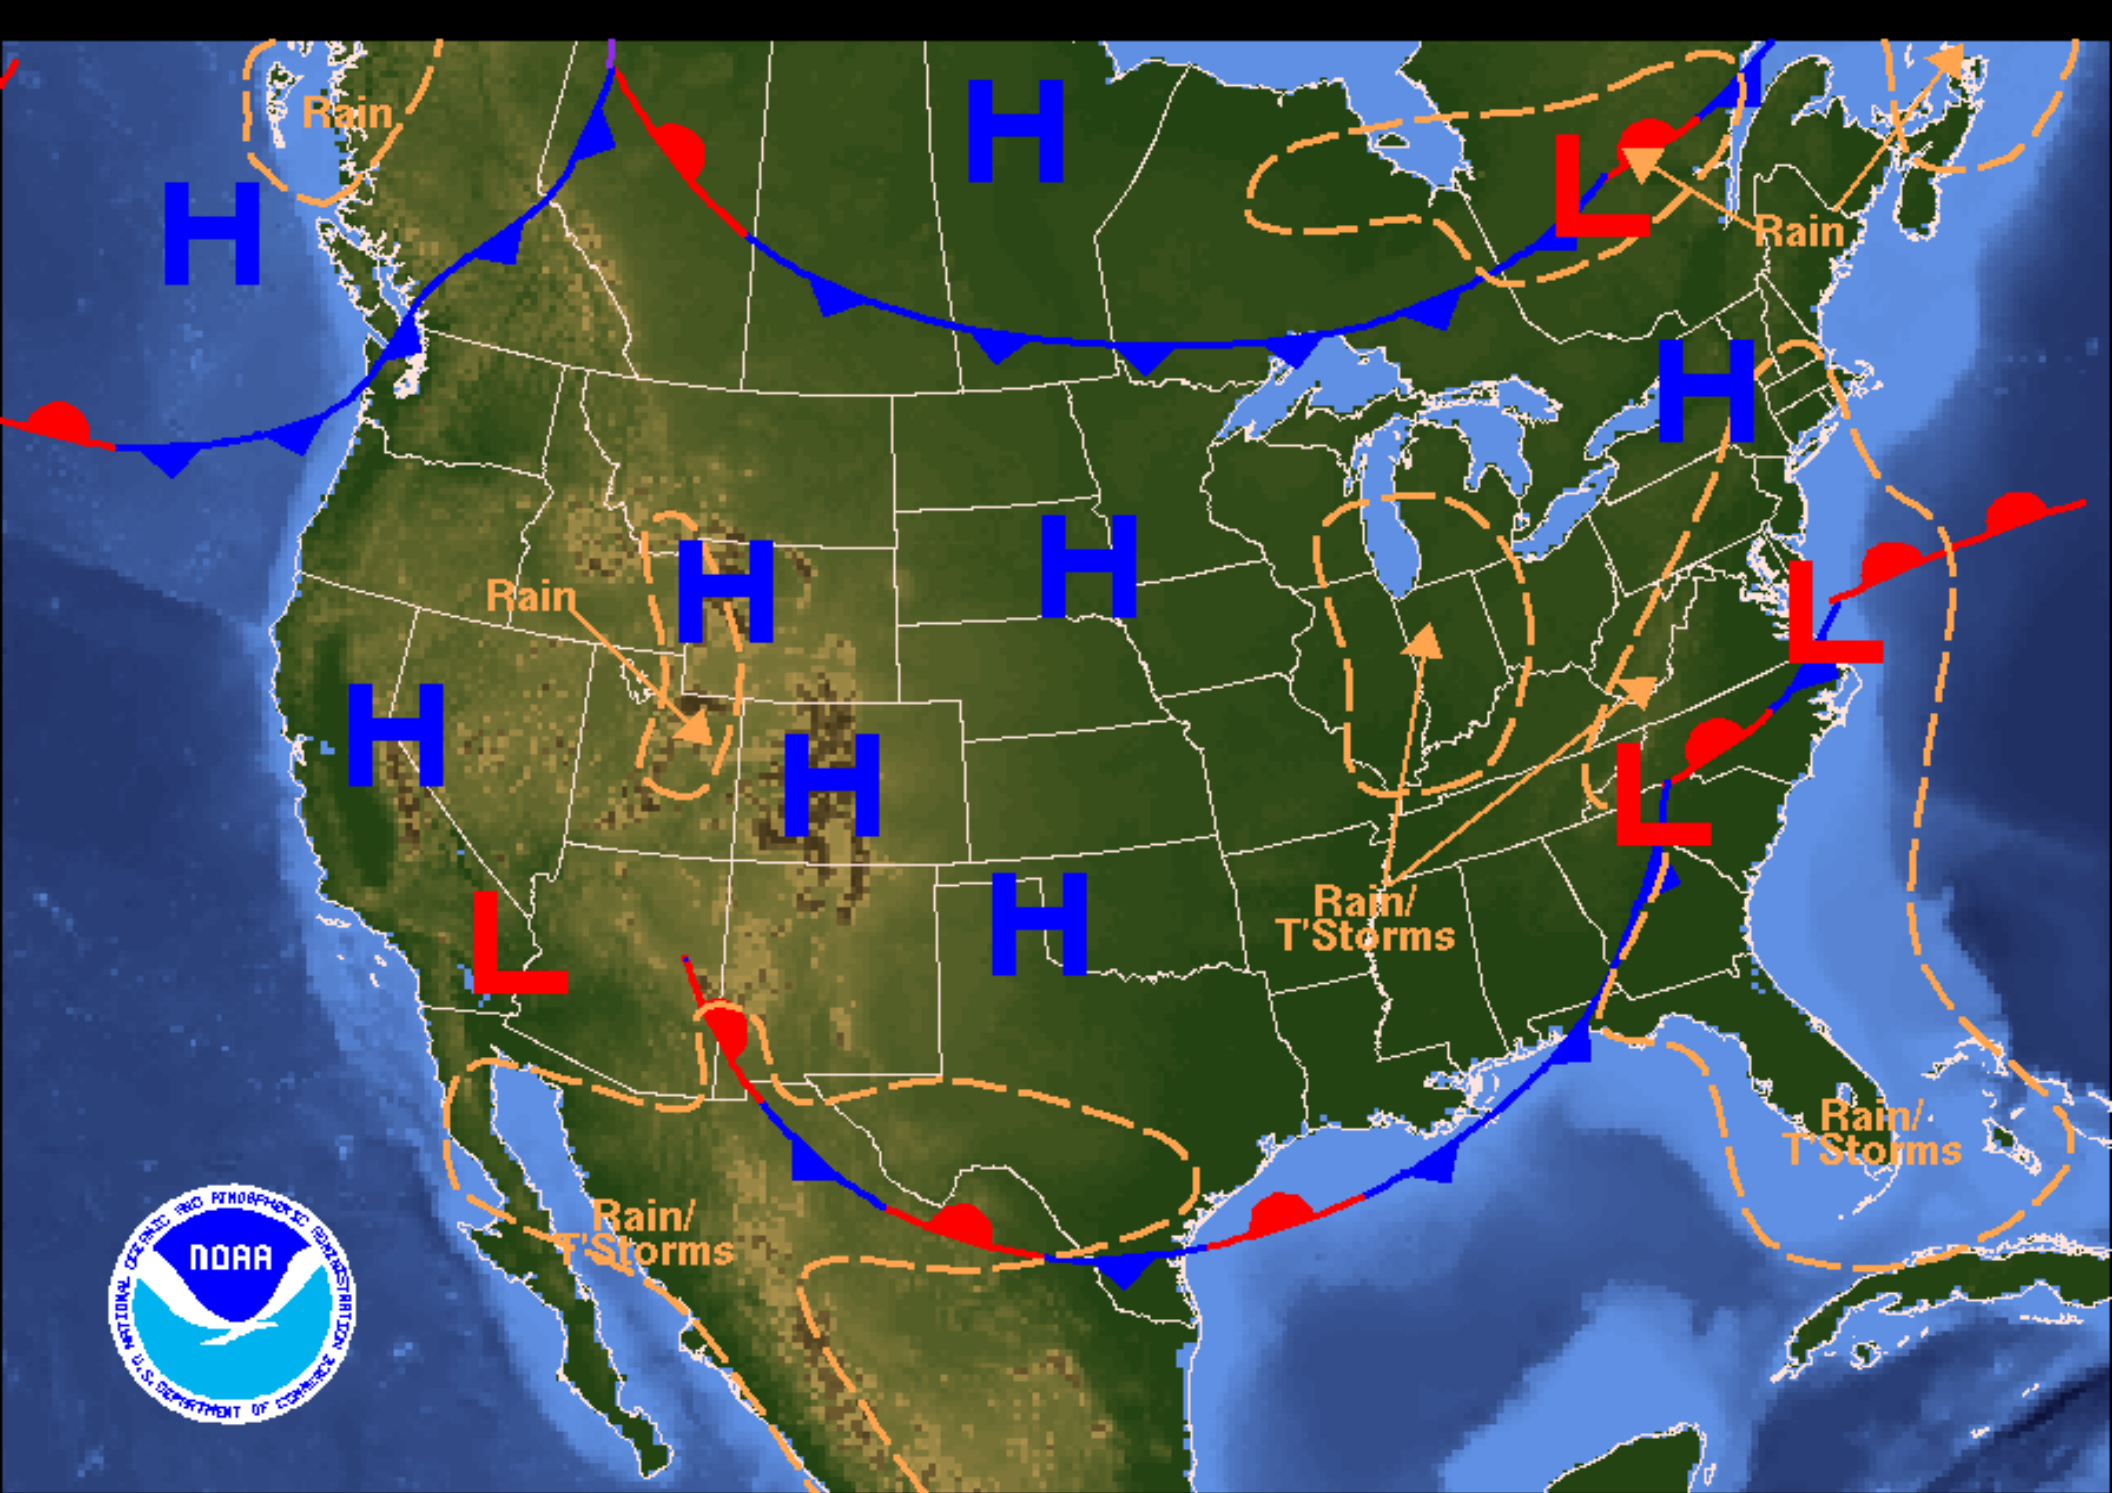 Rain
H
H
L
Rain
H
H
H
Rain
L
H
H
L
L
H
Rain/
T'Storms
Rain/
T'Storms
Rain/
T'Storms
NOAA
NATIONAL OCEANIC AND ATMOSPHERIC ADMINISTRATION
U.S. DEPARTMENT OF COMMERCE